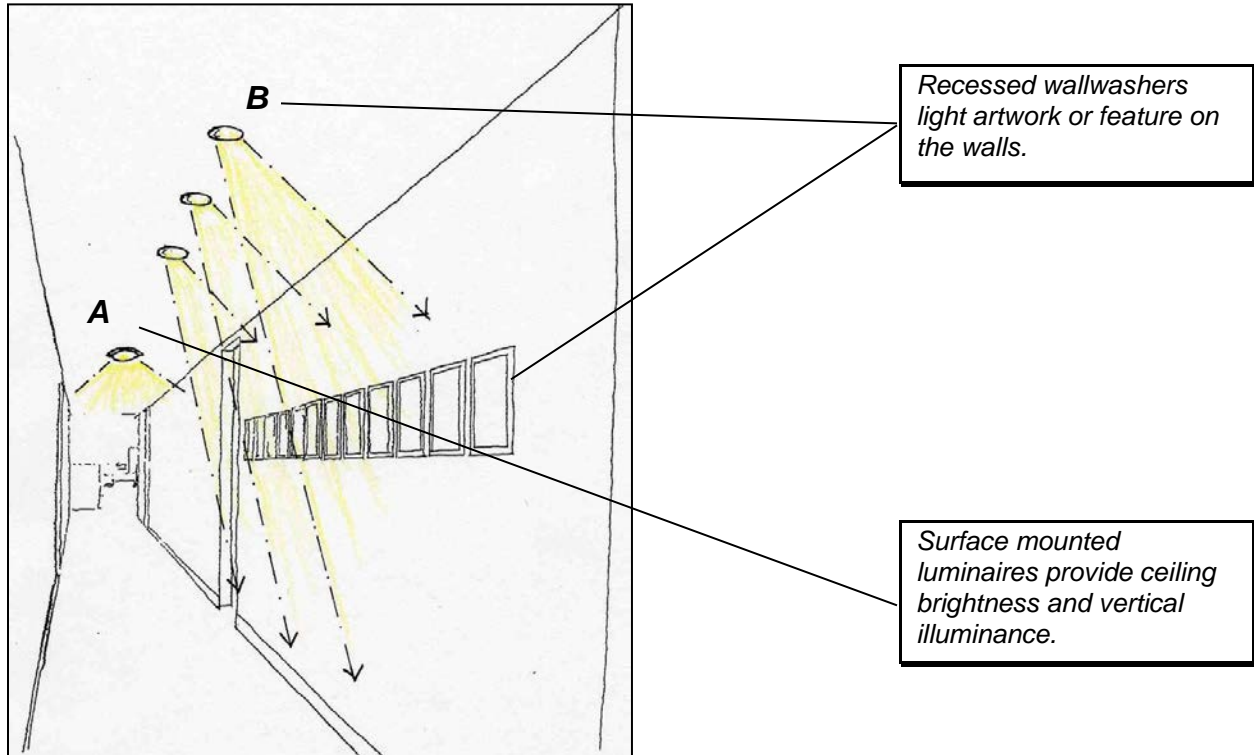 B
Recessed wallwashers
light artwork or feature on
the walls.
A
Surface mounted
luminaires provide ceiling
brightness and vertical
illuminance.